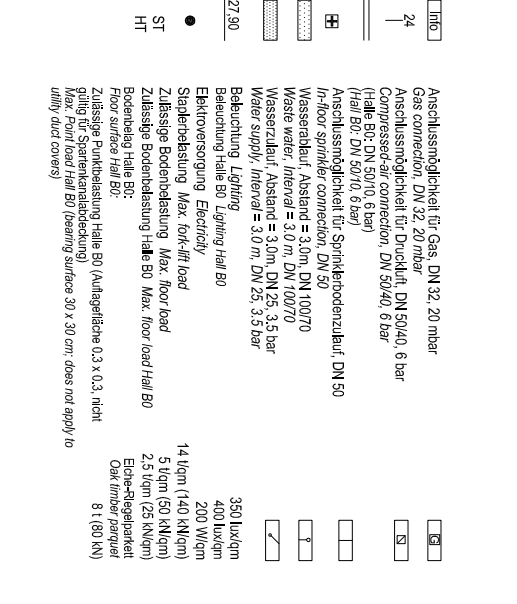 Info
24
27,90
ST
HT
Anschlussmöglichkeit für Gas, DN 32, 20 mbar G
Gas connection, DN 32, 20 mbar
Anschlussmöglichkeit für Druckluft, DN 50/40, 6 bar
Compressed-air connection, DN 50/40, 6 bar
(Halle B0: DN 50/10, 6 bar)
(Hall B0: DN 50/10, 6 bar)
Anschlussmöglichkeit für Sprinklerbodenzulauf, DN 50
In-floor sprinkler connection, DN 50
Wasserablauf, Abstand = 3,0m, DN 100/70
Waste water, Interval = 3.0 m, DN 100/70
Wasserzulauf, Abstand = 3,0m, DN 25, 3,5 bar
Water supply, Interval = 3.0 m, DN 25, 3.5 bar
Beleuchtung Lighting 350 lux/qm
Beleuchtung Halle B0 Lighting Hall B0 400 lux/qm
Elektroversorgung Electricity 200 W/qm
Staplerbelastung Max. fork-lift load 14 t/qm (140 kN/qm)
Zulässige Bodenbelastung Max. floor load 5 t/qm (50 kN/qm)
Zulässige Bodenbelastung Halle B0 Max. floor load Hall B0 2,5 t/qm (25 kN/qm)
Bodenbelag Halle B0: Eiche-Riegelparkett
Floor surface Hall B0: Oak timber parquet
Zulässige Punktbelastung Halle B0 (Auflagefläche 0.3 x 0.3, nicht 8 t (80 kN)
gültig für Spartenkanalabdeckung)
Max. Point load Hall B0 (bearing surface 30 x 30 cm; does not apply to
utility duct covers)